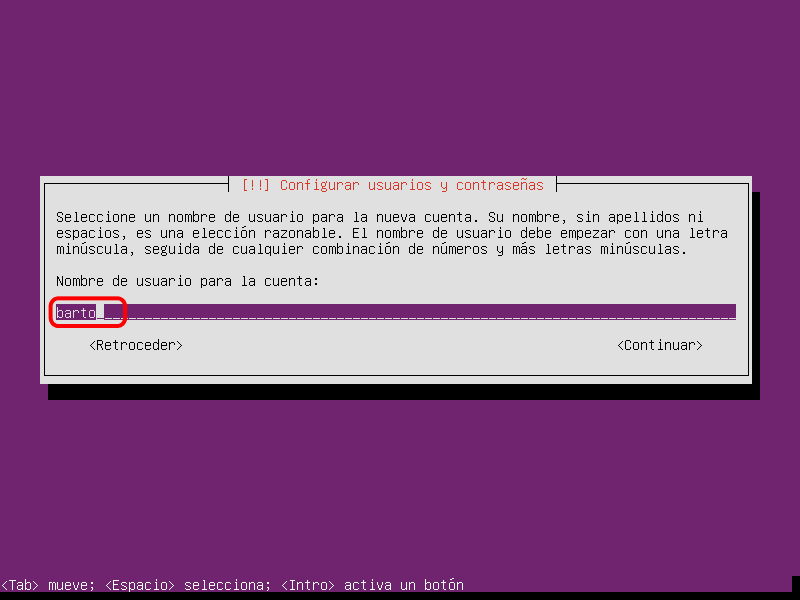 [!!] Configurar usuarios y contraseñas
Seleccione un nombre de usuario para la nueva cuenta. Su nombre, sin apellidos ni
espacios, es una elección razonable. El nombre de usuario debe empezar con una letra
minúscula, seguida de cualquier combinación de números y más letras minúsculas.
Nombre de usuario para la cuenta:
barto
<Retroceder> <Continuar>
<Tab> mueve; <Espacio> selecciona; <Intro> activa un botón